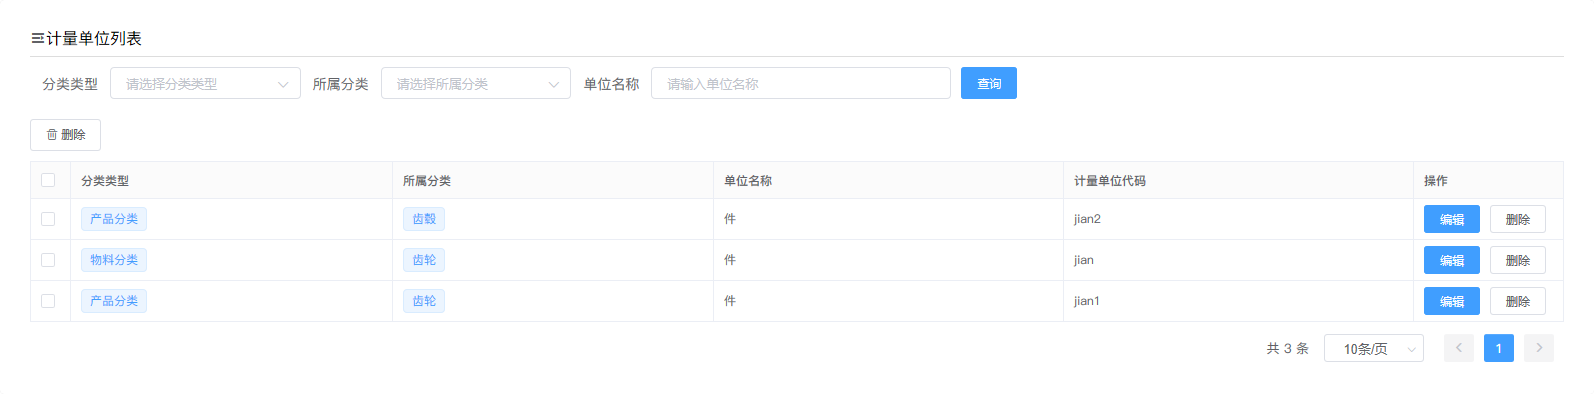 计量单位列表
分类类型 请选择分类类型 所属分类 请选择所属分类 单位名称 请输入单位名称 查询
删除
分类类型 所属分类 单位名称 计量单位代码 操作
产品分类 齿毂 件 jian2 编辑 删除
物料分类 齿轮 件 jian 编辑 删除
产品分类 齿轮 件 jian1 编辑 删除
共 3 条 10条/页 1